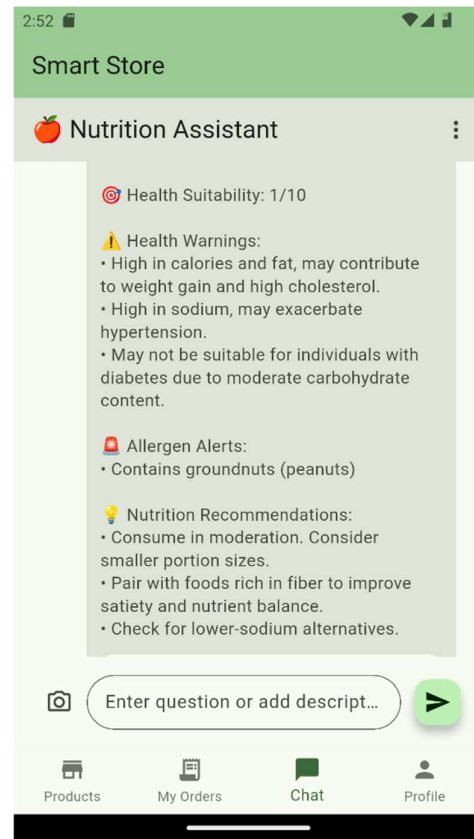 2:52
Smart Store
🍎 Nutrition Assistant
🎯 Health Suitability: 1/10
⚠️ Health Warnings:
• High in calories and fat, may contribute
to weight gain and high cholesterol.
• High in sodium, may exacerbate
hypertension.
• May not be suitable for individuals with
diabetes due to moderate carbohydrate
content.
🚨 Allergen Alerts:
• Contains groundnuts (peanuts)
💡 Nutrition Recommendations:
• Consume in moderation. Consider
smaller portion sizes.
• Pair with foods rich in fiber to improve
satiety and nutrient balance.
• Check for lower-sodium alternatives.
Enter question or add descript...
Products My Orders Chat Profile